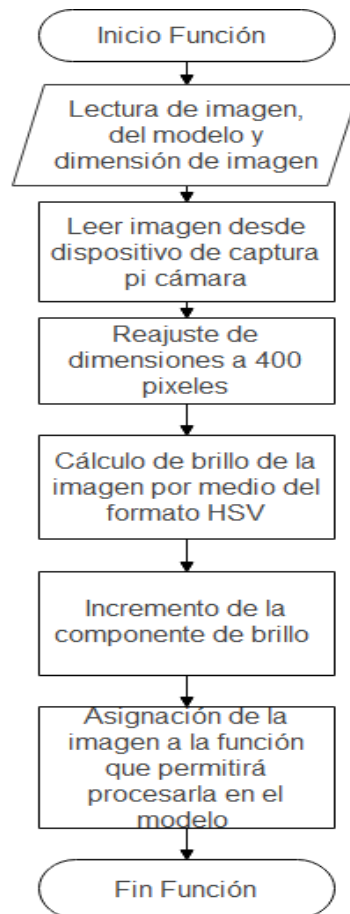 Inicio Función
Lectura de imagen,
del modelo y
dimensión de imagen
Leer imagen desde
dispositivo de captura
pi cámara
Reajuste de
dimensiones a 400
pixeles
Cálculo de brillo de la
imagen por medio del
formato HSV
Incremento de la
componente de brillo
Asignación de la
imagen a la función
que permitirá
procesarla en el
modelo
Fin Función